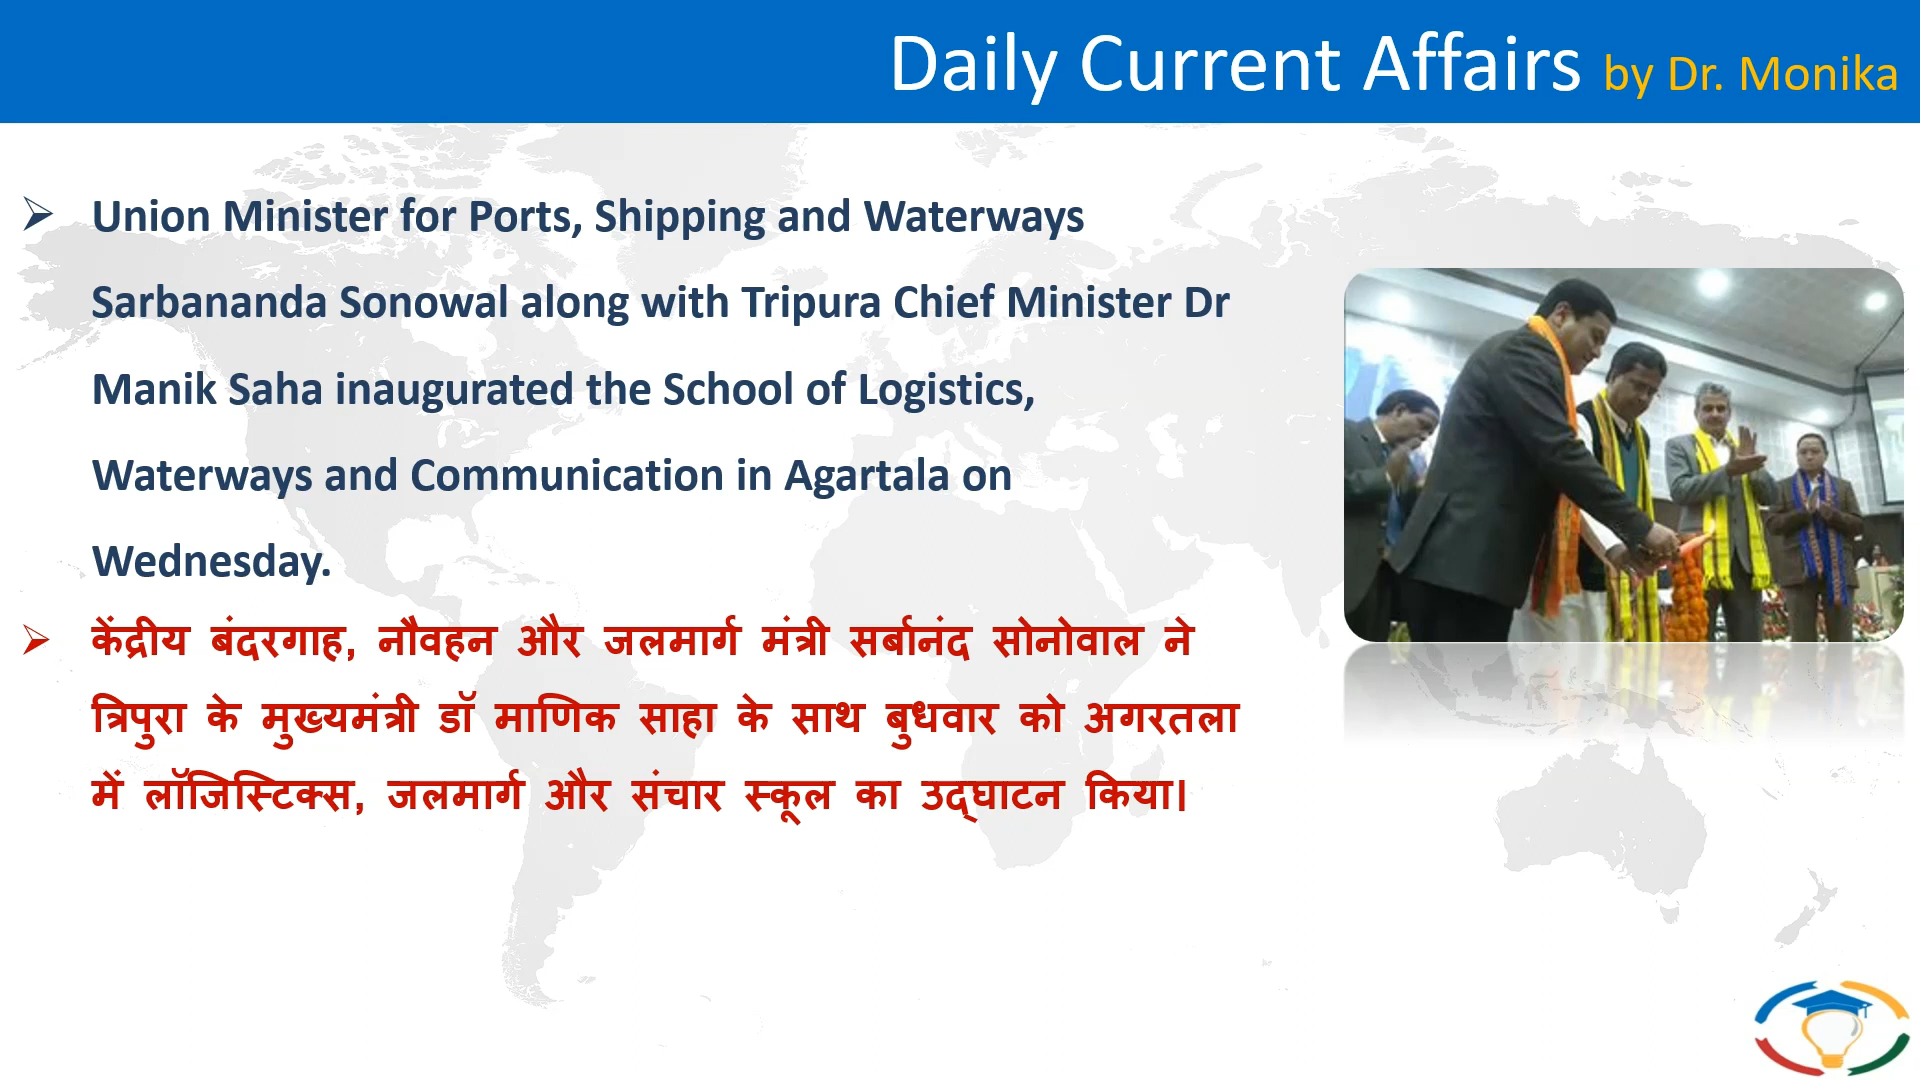 Daily Current Affairs by Dr. Monika
Union Minister for Ports, Shipping and Waterways
Sarbananda Sonowal along with Tripura Chief Minister Dr
Manik Saha inaugurated the School of Logistics,
Waterways and Communication in Agartala on
Wednesday.
केंद्रीय बंदरगाह, नौवहन और जलमार्ग मंत्री सर्बानंद सोनोवाल ने
त्रिपुरा के मुख्यमंत्री डॉ माणिक साहा के साथ बुधवार को अगरतला
में लॉजिस्टिक्स, जलमार्ग और संचार स्कूल का उद्घाटन किया।